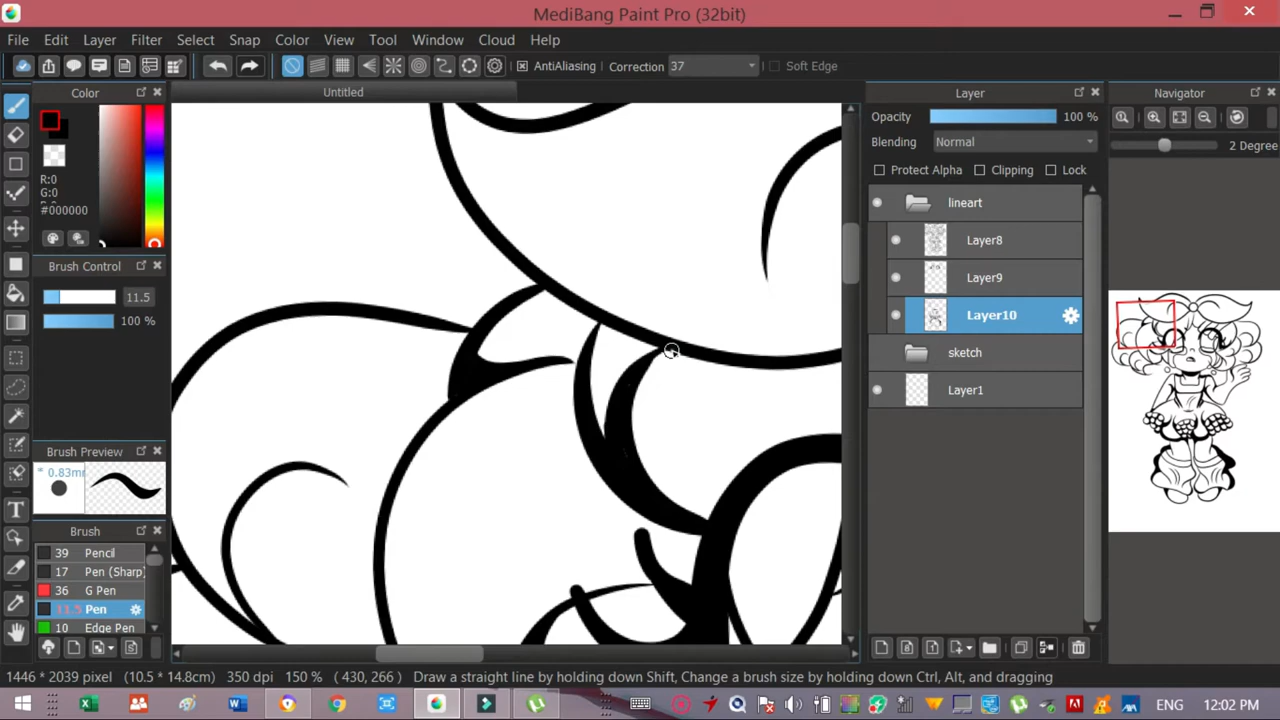 MediBang Paint Pro (32bit)
File Edit Layer Filter Select Snap Color View Tool Window Cloud Help
AntiAliasing Correction 37 Soft Edge
Color Untitled Layer Navigator
Opacity 100 %
Blending Normal 2 Degree
Protect Alpha Clipping Lock
R:0
G:0
#000000
lineart
Layer8
Brush Control
Layer9
11.5
100 %
Layer10
sketch
Layer1
Brush Preview
* 0.83m
T
Brush
39 Pencil
17 Pen (Sharp)
36 G Pen
11.5 Pen
10 Edge Pen
1446 * 2039 pixel (10.5 * 14.8cm) 350 dpi 150 % ( 430, 266 ) Draw a straight line by holding down Shift, Change a brush size by holding down Ctrl, Alt, and dragging
ENG 12:02 PM